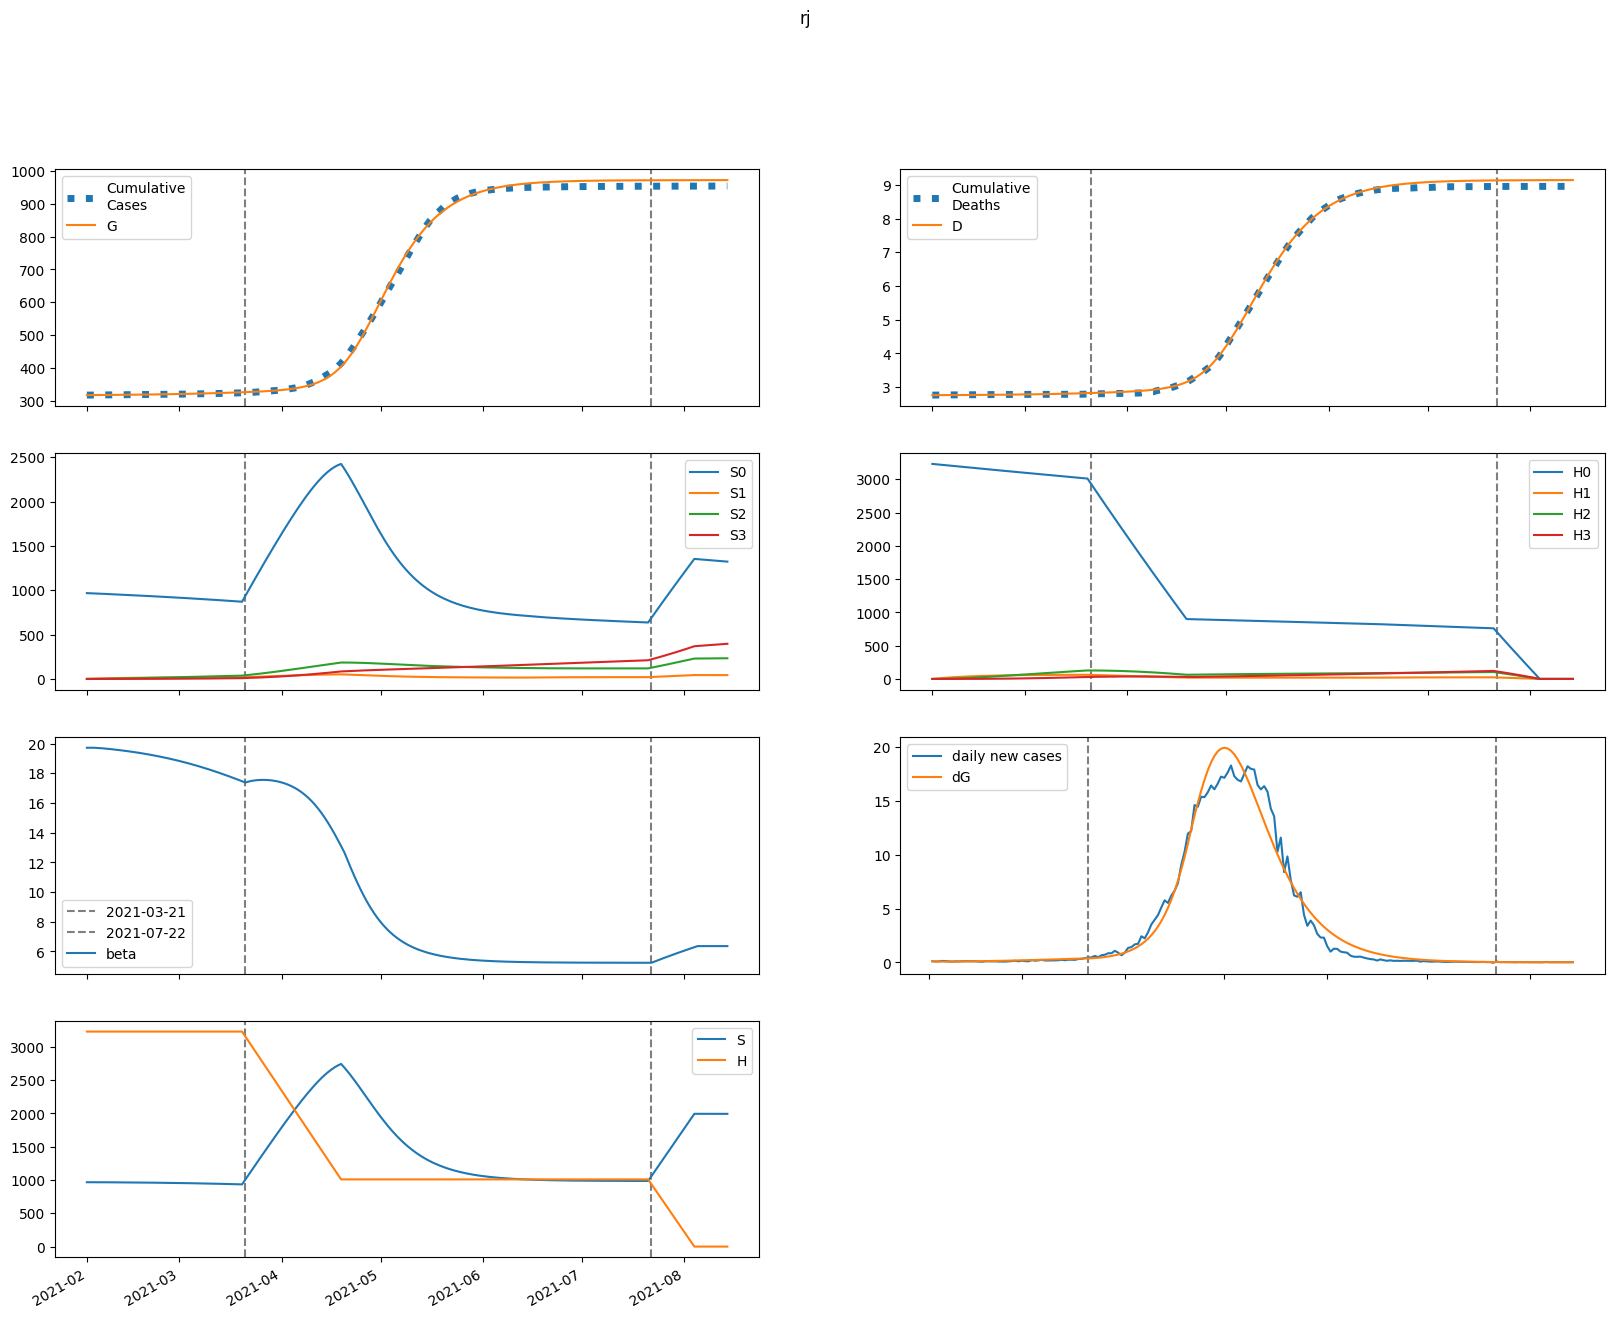 rj
1000
900
800
700
600
500
400
300
Cumulative
Cases
G
9
8
7
6
5
4
3
Cumulative
Deaths
D
2500
2000
1500
1000
500
0
S0
S1
S2
S3
3000
2500
2000
1500
1000
500
0
H0
H1
H2
H3
20
18
16
14
12
10
8
6
2021-03-21
2021-07-22
beta
20
15
10
5
0
daily new cases
dG
3000
2500
2000
1500
1000
500
0
S
H
2021-02
2021-03
2021-04
2021-05
2021-06
2021-07
2021-08